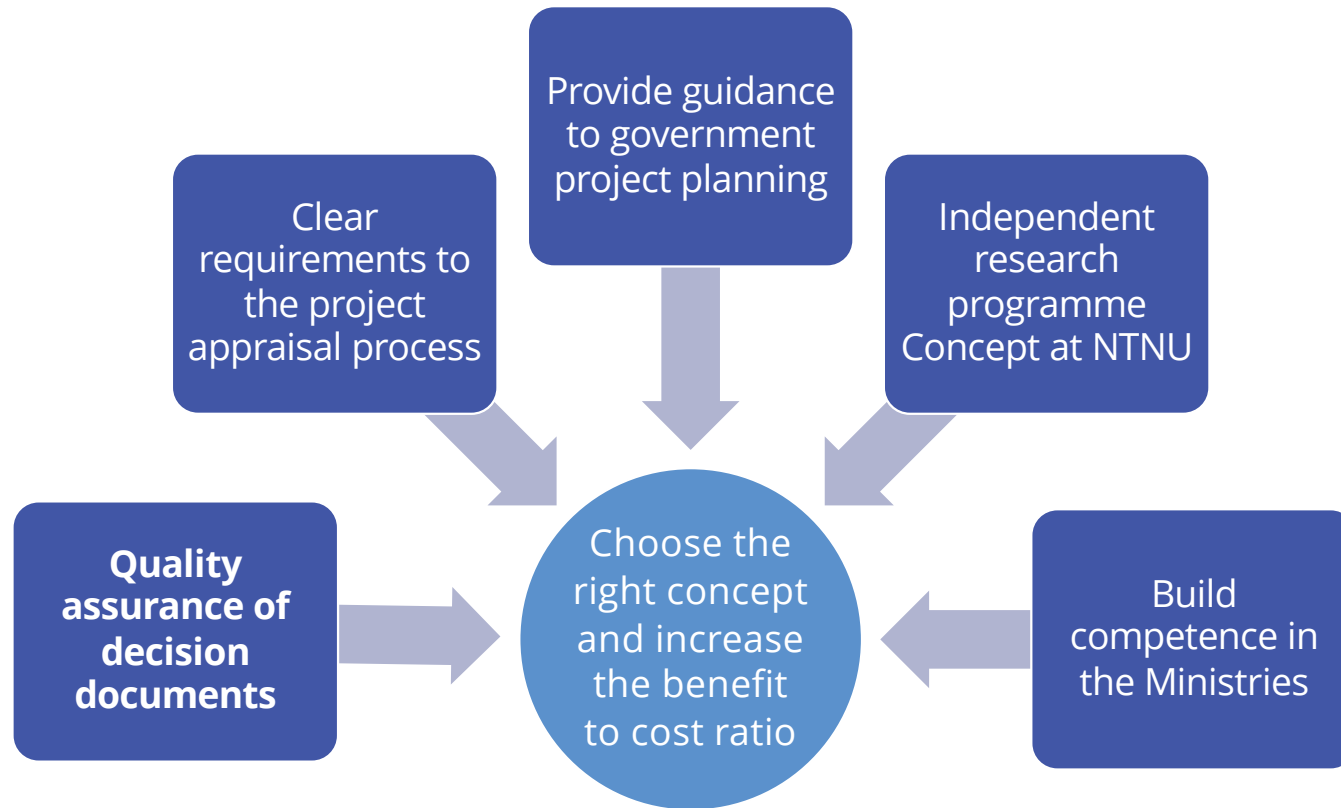 Provide guidance
to government
project planning
Clear
requirements to
the project
appraisal process
Independent
research
programme
Concept at NTNU
Quality
assurance of
decision
documents
Choose the
right concept
and increase
the benefit
to cost ratio
Build
competence in
the Ministries